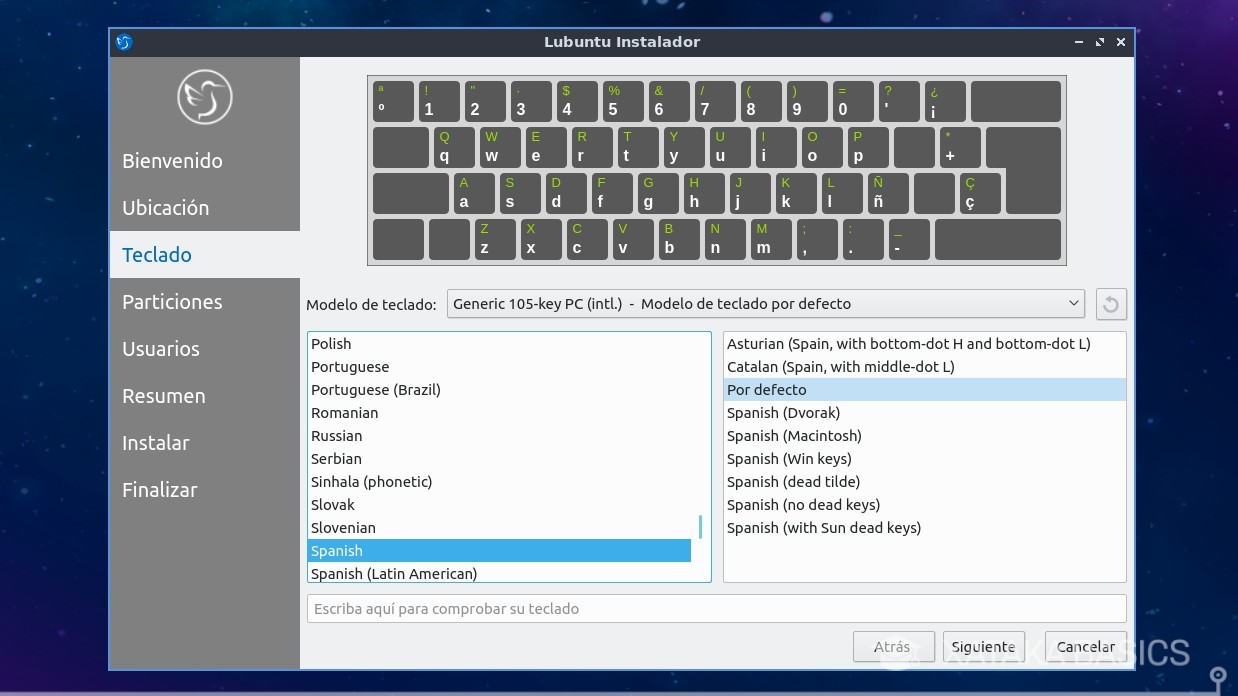 Lubuntu Instalador
Bienvenido
Ubicación
Teclado
Particiones
Usuarios
Resumen
Instalar
Finalizar
ª ! " · $ % & / ( ) = ? ¿
º 1 2 3 4 5 6 7 8 9 0 ' ¡
Q W E R T Y U I O P *
q w e r t y u i o p +
A S D F G H J K L Ñ Ç
a s d f g h j k l ñ ç
Z X C V B N M ; : _
z x c v b n m , . -
Modelo de teclado: Generic 105-key PC (intl.) - Modelo de teclado por defecto
Polish
Portuguese
Portuguese (Brazil)
Romanian
Russian
Serbian
Sinhala (phonetic)
Slovak
Slovenian
Spanish
Spanish (Latin American)
Asturian (Spain, with bottom-dot H and bottom-dot L)
Catalan (Spain, with middle-dot L)
Por defecto
Spanish (Dvorak)
Spanish (Macintosh)
Spanish (Win keys)
Spanish (dead tilde)
Spanish (no dead keys)
Spanish (with Sun dead keys)
Escriba aquí para comprobar su teclado
Atrás Siguiente Cancelar
XATAKA BASICS